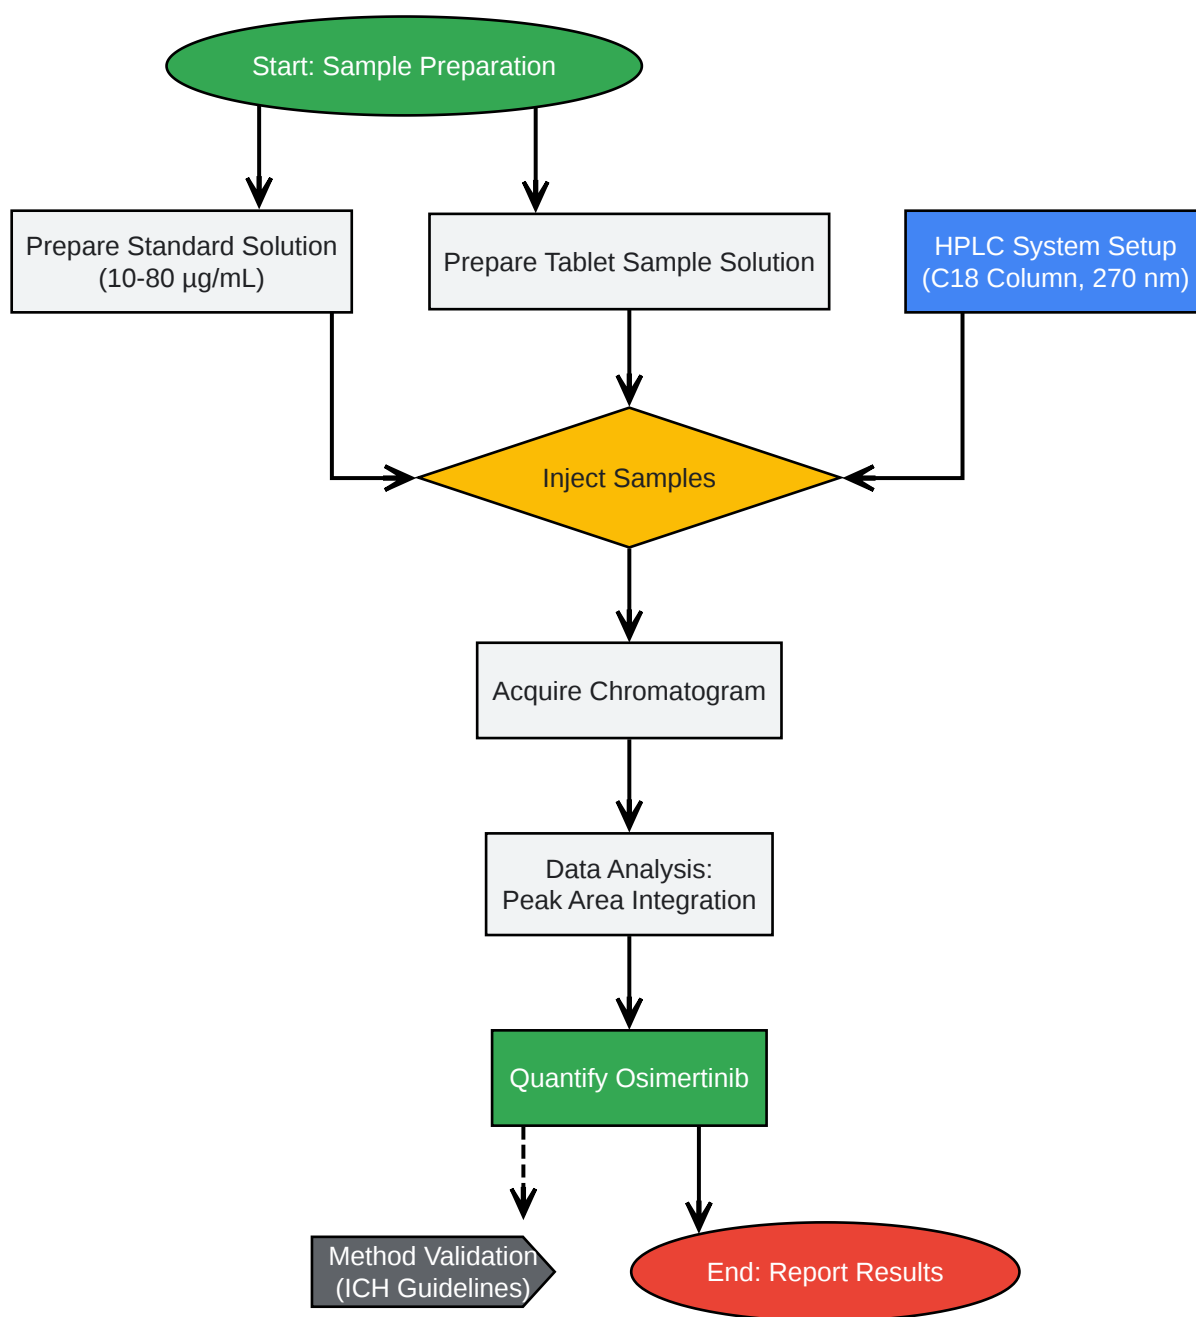 Start: Sample Preparation
Prepare Standard Solution
(10-80 µg/mL)
Prepare Tablet Sample Solution
HPLC System Setup
(C18 Column, 270 nm)
Inject Samples
Acquire Chromatogram
Data Analysis:
Peak Area Integration
Quantify Osimertinib
Method Validation
(ICH Guidelines)
End: Report Results